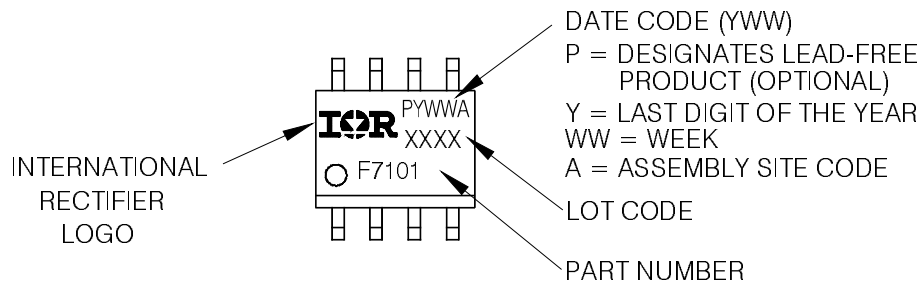 DATE CODE (YWW)
P = DESIGNATES LEAD-FREE
PRODUCT (OPTIONAL)
Y = LAST DIGIT OF THE YEAR
WW = WEEK
A = ASSEMBLY SITE CODE
LOT CODE
PART NUMBER
INTERNATIONAL
RECTIFIER
LOGO
IOR
PYWWA
XXXX
F7101